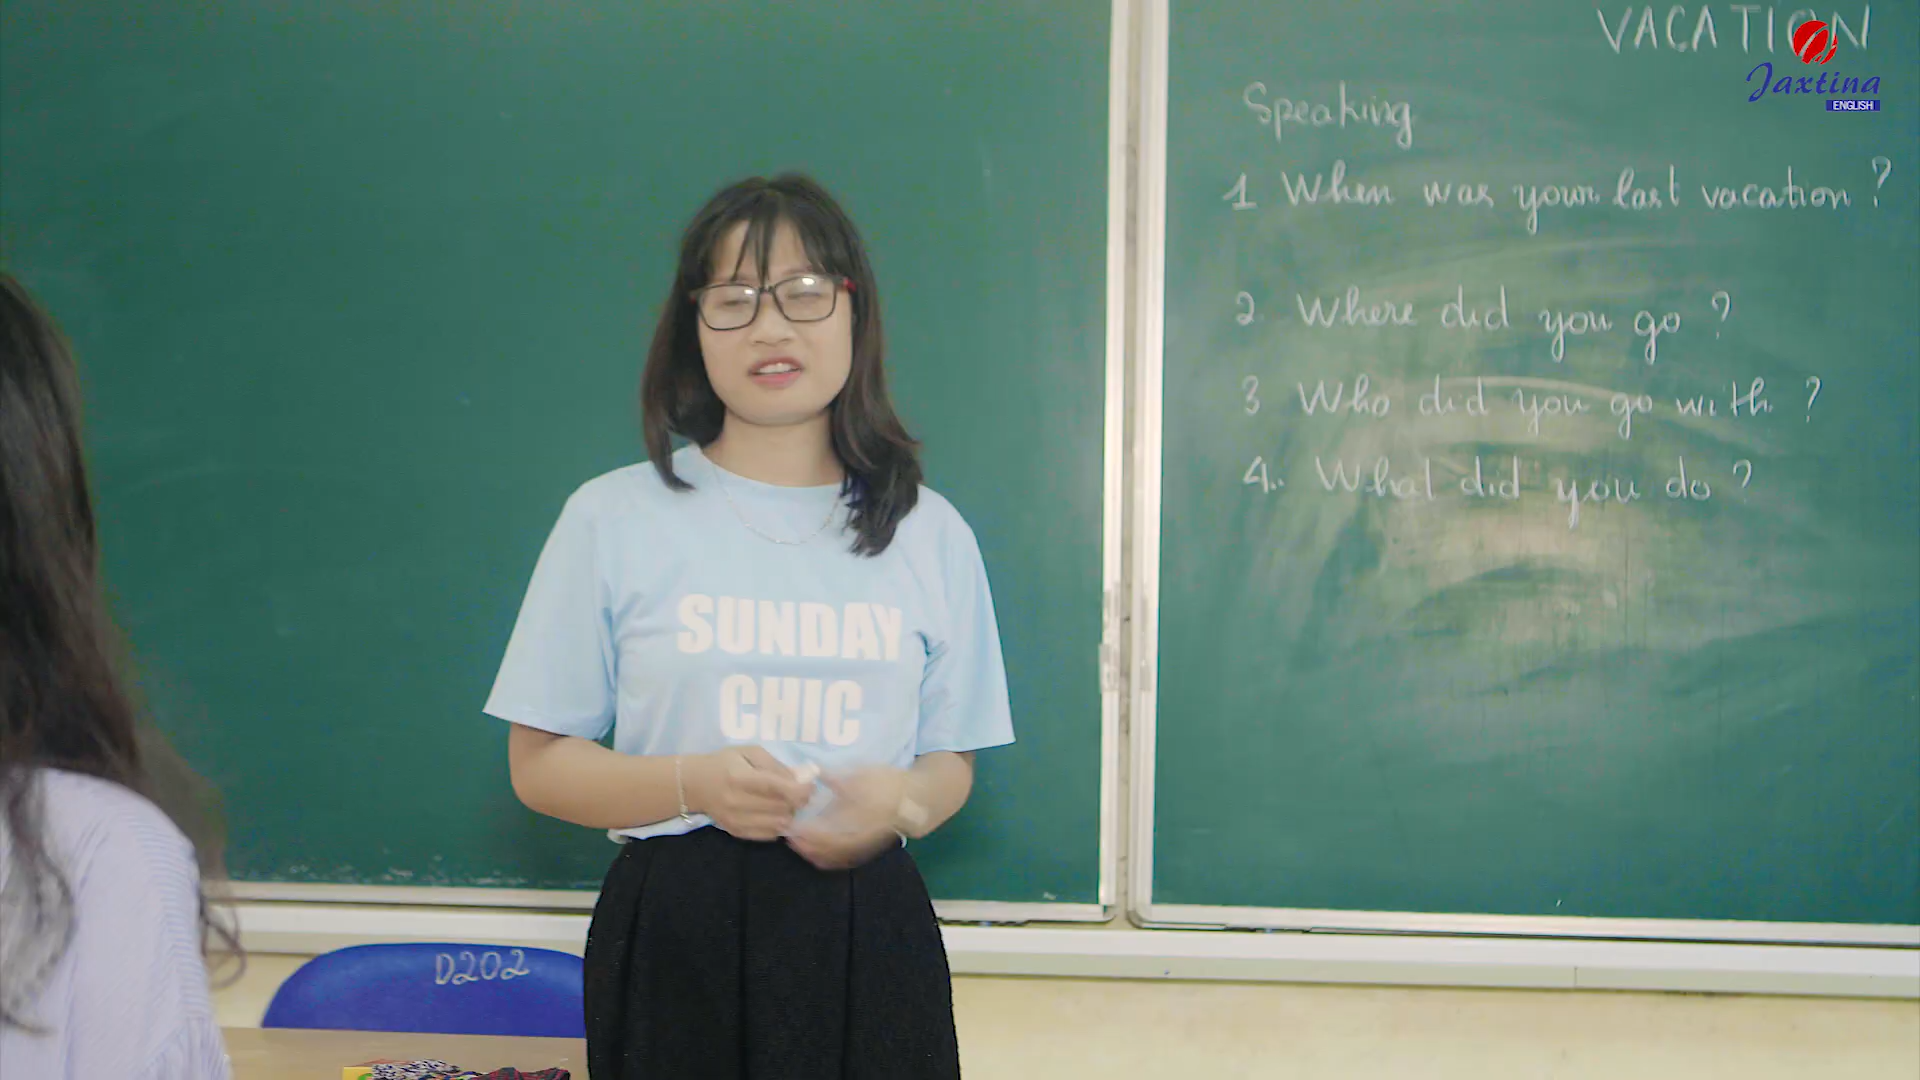 VACATION
Jaxtina
ENGLISH
Speaking
1 When was your last vacation?
2. Where did you go?
3 Who did you go with?
4.. What did you do?
SUNDAY
CHIC
D202